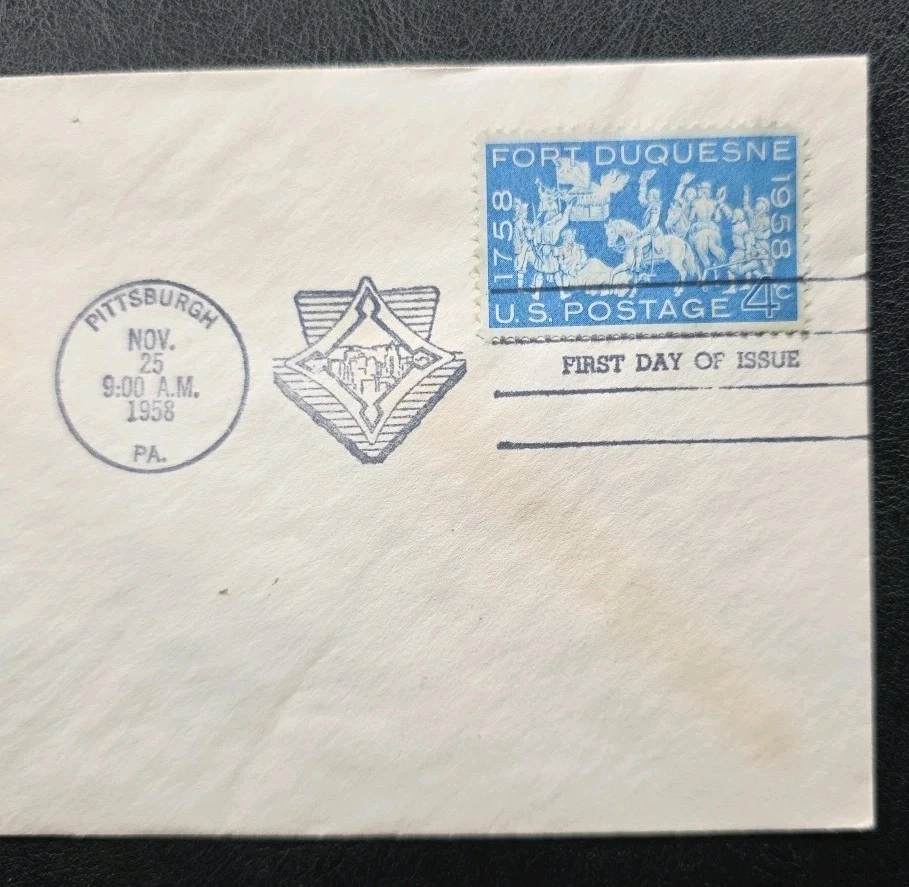 FORT DUQUESNE
1758
1958
U.S. POSTAGE 4c
PITTSBURGH
NOV.
25
9:00 A.M.
1958
PA.
FIRST DAY OF ISSUE